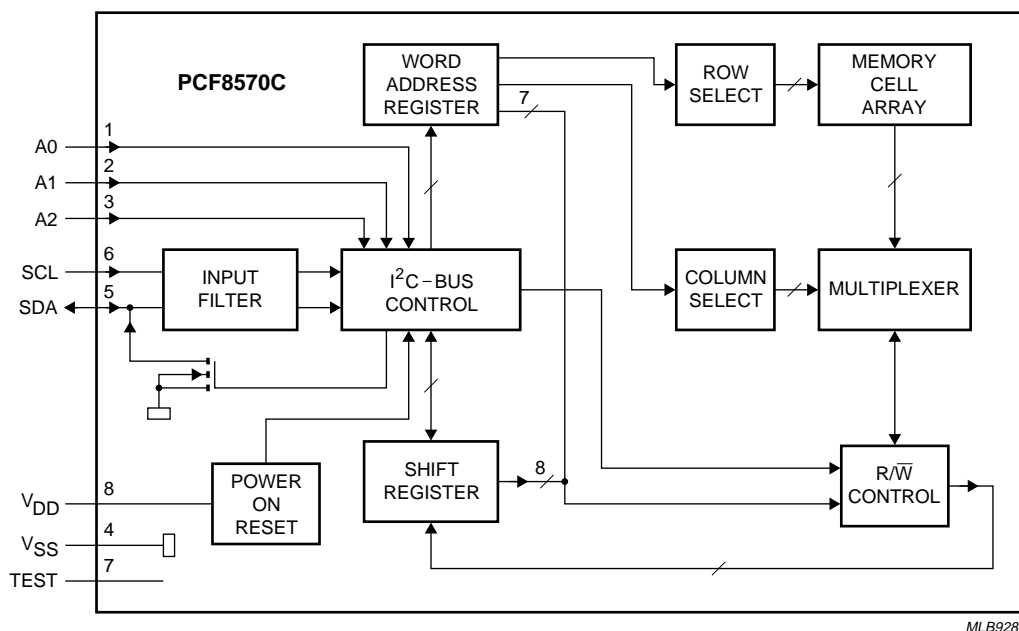 PCF8570C
WORD
ADDRESS
REGISTER
7
ROW
SELECT
MEMORY
CELL
ARRAY
A0
1
A1
2
A2
3
SCL
6
SDA
5
INPUT
FILTER
I²C–BUS
CONTROL
COLUMN
SELECT
MULTIPLEXER
VDD
8
POWER
ON
RESET
SHIFT
REGISTER
8
R/W̅
CONTROL
VSS
4
TEST
7
MLB928